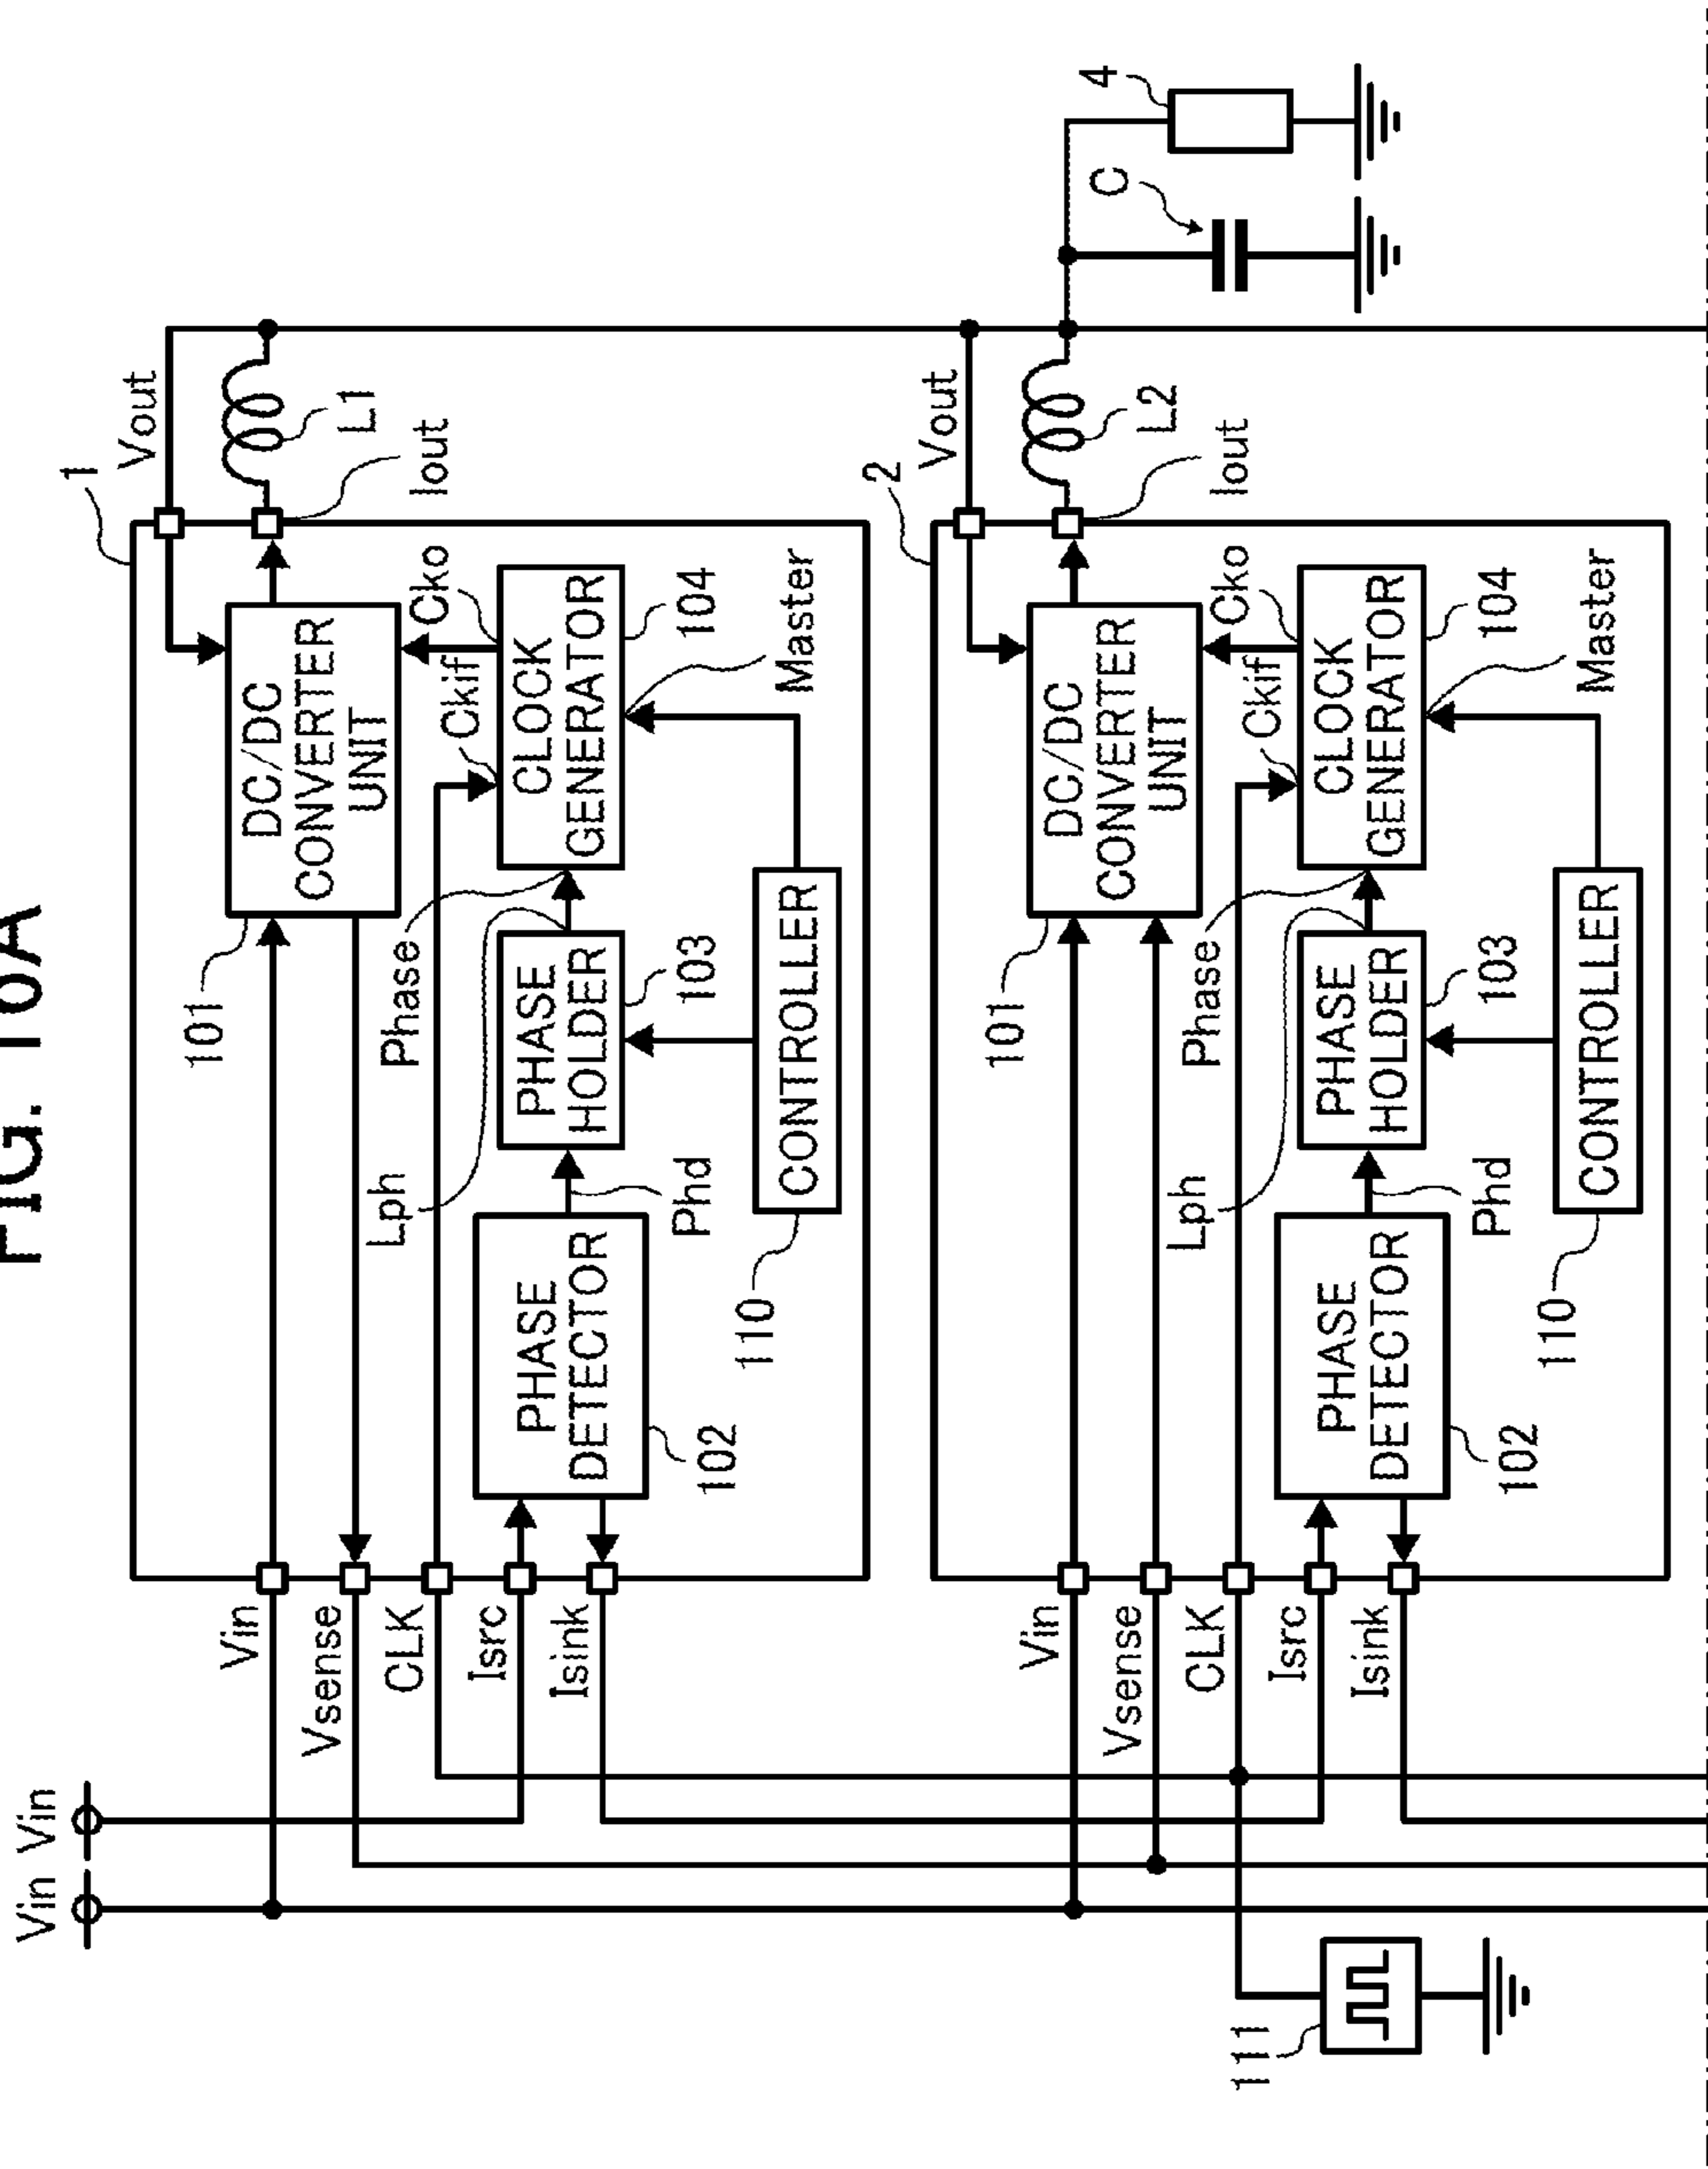 FIG. 10A
Vin
Vin
1
Vin
Vsense
CLK
Isrc
Isink
101
DC/DC
CONVERTER
UNIT
Vout
L1
Iout
Cko
Ckif
Phase
Lph
PHASE
DETECTOR
102
Phd
PHASE
HOLDER
103
CLOCK
GENERATOR
104
Master
CONTROLLER
110
2
Vin
Vsense
CLK
Isrc
Isink
101
DC/DC
CONVERTER
UNIT
Vout
L2
Iout
Cko
Ckif
Phase
Lph
PHASE
DETECTOR
102
Phd
PHASE
HOLDER
103
CLOCK
GENERATOR
104
Master
CONTROLLER
110
C
4
111